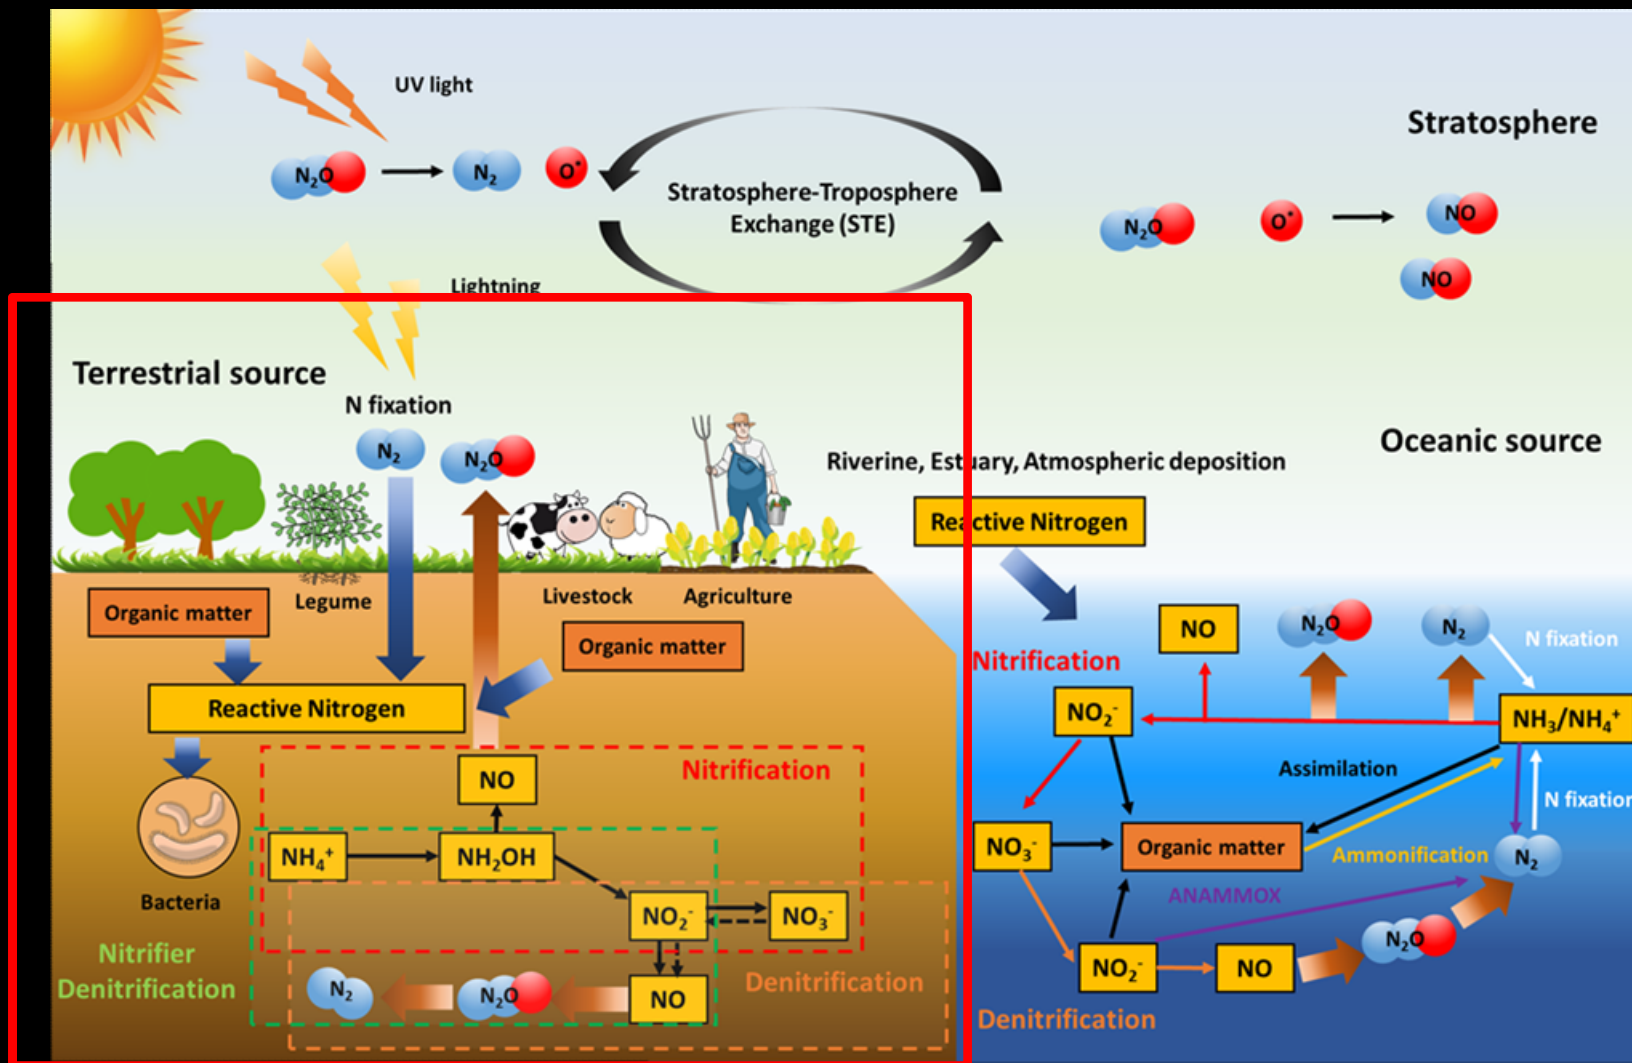 UV light
Stratosphere
N₂O
N₂
O•
Stratosphere-Troposphere
Exchange (STE)
N₂O
O•
NO
NO
Lightning
Terrestrial source
N fixation
N₂
N₂O
Oceanic source
Riverine, Estuary, Atmospheric deposition
Reactive Nitrogen
Organic matter
Legume
Livestock
Agriculture
Organic matter
Reactive Nitrogen
Nitrification
NO
NH₄⁺
NH₂OH
NO₂⁻
NO₃⁻
Bacteria
Nitrifier
Denitrification
N₂
N₂O
NO
Denitrification
Nitrification
NO
N₂O
N₂
N fixation
NO₂⁻
NH₃/NH₄⁺
Assimilation
N fixation
NO₃⁻
Organic matter
Ammonification
N₂
ANAMMOX
N₂O
NO₂⁻
NO
Denitrification